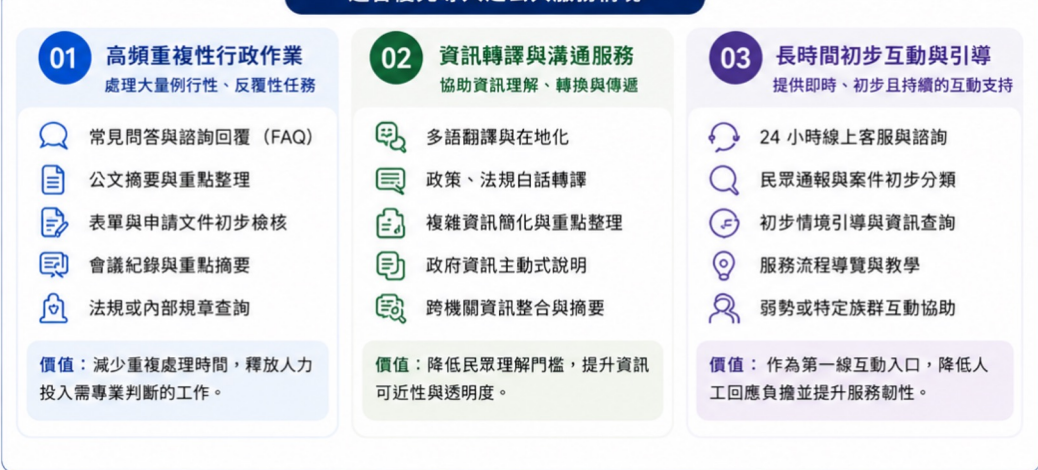 01 高頻重複性行政作業
處理大量例行性、反覆性任務
常見問答與諮詢回覆（FAQ）
公文摘要與重點整理
表單與申請文件初步檢核
會議紀錄與重點摘要
法規或內部規章查詢
價值：減少重複處理時間，釋放人力
投入需專業判斷的工作。
02 資訊轉譯與溝通服務
協助資訊理解、轉換與傳遞
多語翻譯與在地化
政策、法規白話轉譯
複雜資訊簡化與重點整理
政府資訊主動式說明
跨機關資訊整合與摘要
價值：降低民眾理解門檻，提升資訊
可近性與透明度。
03 長時間初步互動與引導
提供即時、初步且持續的互動支持
24 小時線上客服與諮詢
民眾通報與案件初步分類
初步情境引導與資訊查詢
服務流程導覽與教學
弱勢或特定族群互動協助
價值：作為第一線互動入口，降低人
工回應負擔並提升服務韌性。